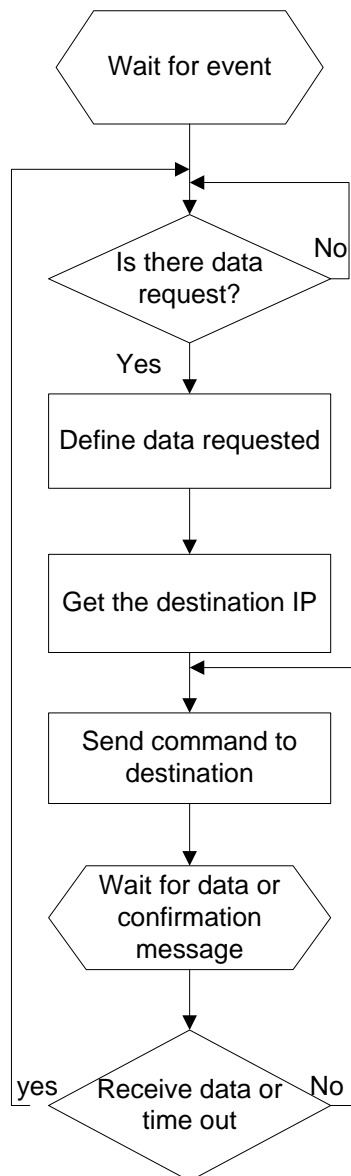 Wait for event
No
Is there data
request?
Yes
Define data requested
Get the destination IP
Send command to
destination
Wait for data or
confirmation
message
yes
Receive data or
time out
No